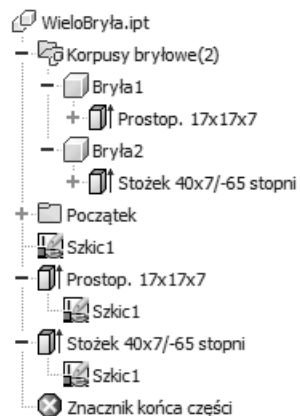 WieloBryła.ipt
Korpusy bryłowe(2)
Bryła1
Prostop. 17x17x7
Bryła2
Stożek 40x7/-65 stopni
Początek
Szkic1
Prostop. 17x17x7
Szkic1
Stożek 40x7/-65 stopni
Szkic1
Znacznik końca części